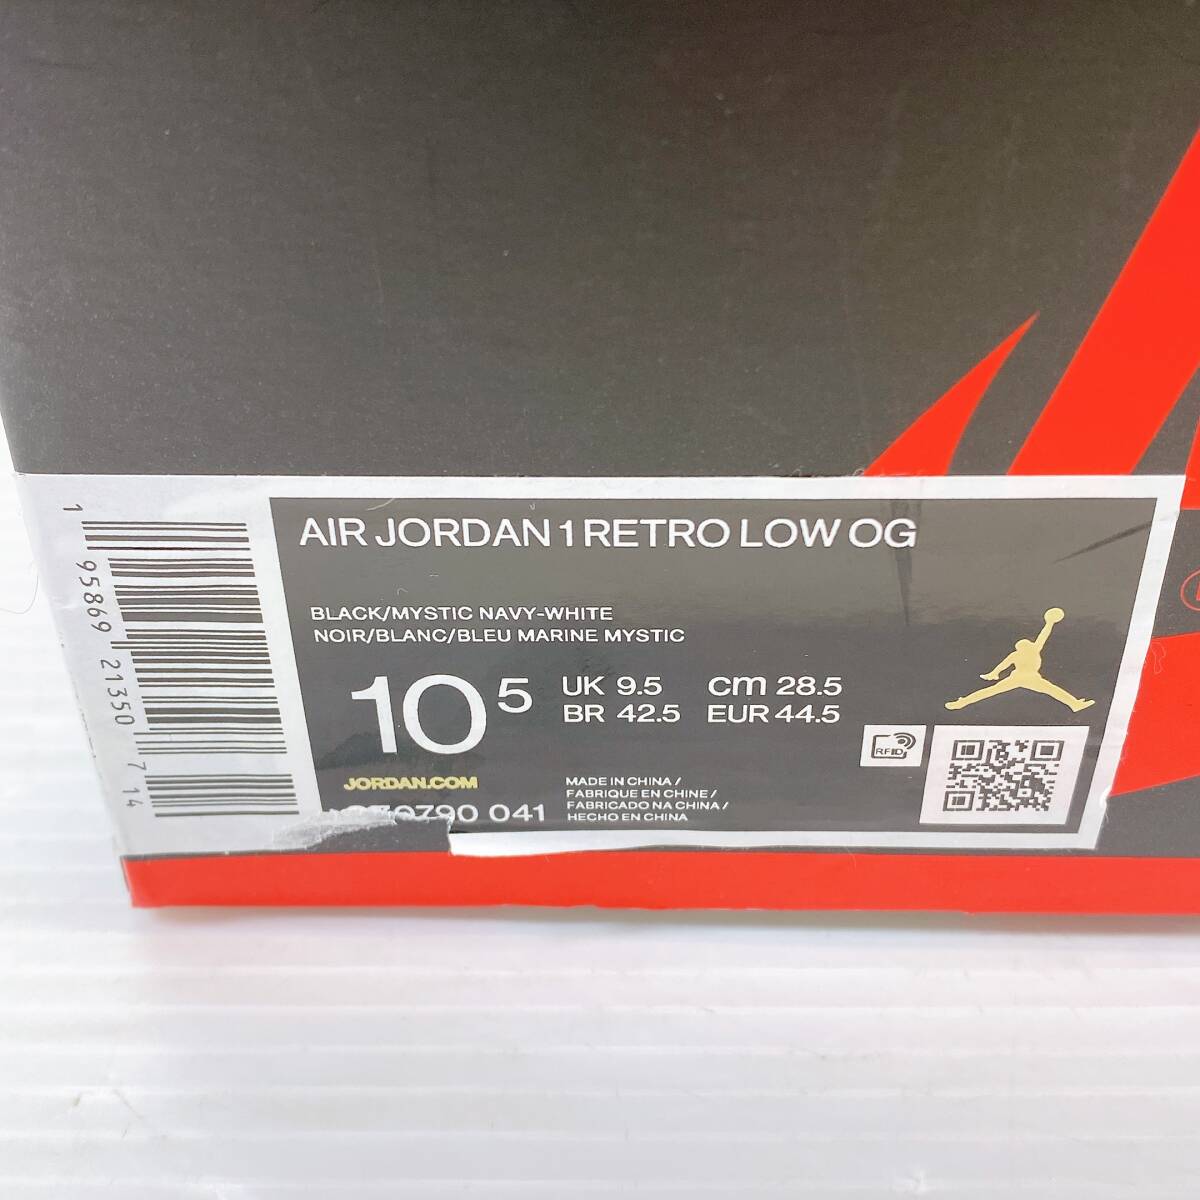 AIR JORDAN 1 RETRO LOW OG
BLACK/MYSTIC NAVY-WHITE
NOIR/BLANC/BLEU MARINE MYSTIC
10 5
UK 9.5 cm 28.5
BR 42.5 EUR 44.5
RFID
JORDAN.COM
041
MADE IN CHINA /
FABRIQUE EN CHINE /
FABRICADO NA CHINA /
HECHO EN CHINA
1 95869 21350 7 14